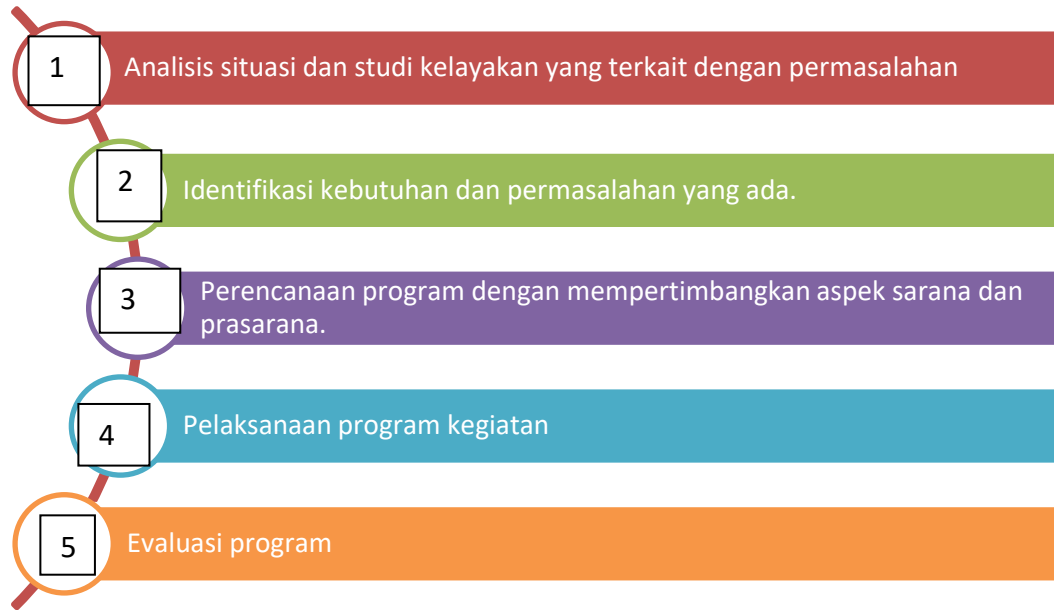 1
Analisis situasi dan studi kelayakan yang terkait dengan permasalahan
2
Identifikasi kebutuhan dan permasalahan yang ada.
3
Perencanaan program dengan mempertimbangkan aspek sarana dan
prasarana.
4
Pelaksanaan program kegiatan
5
Evaluasi program